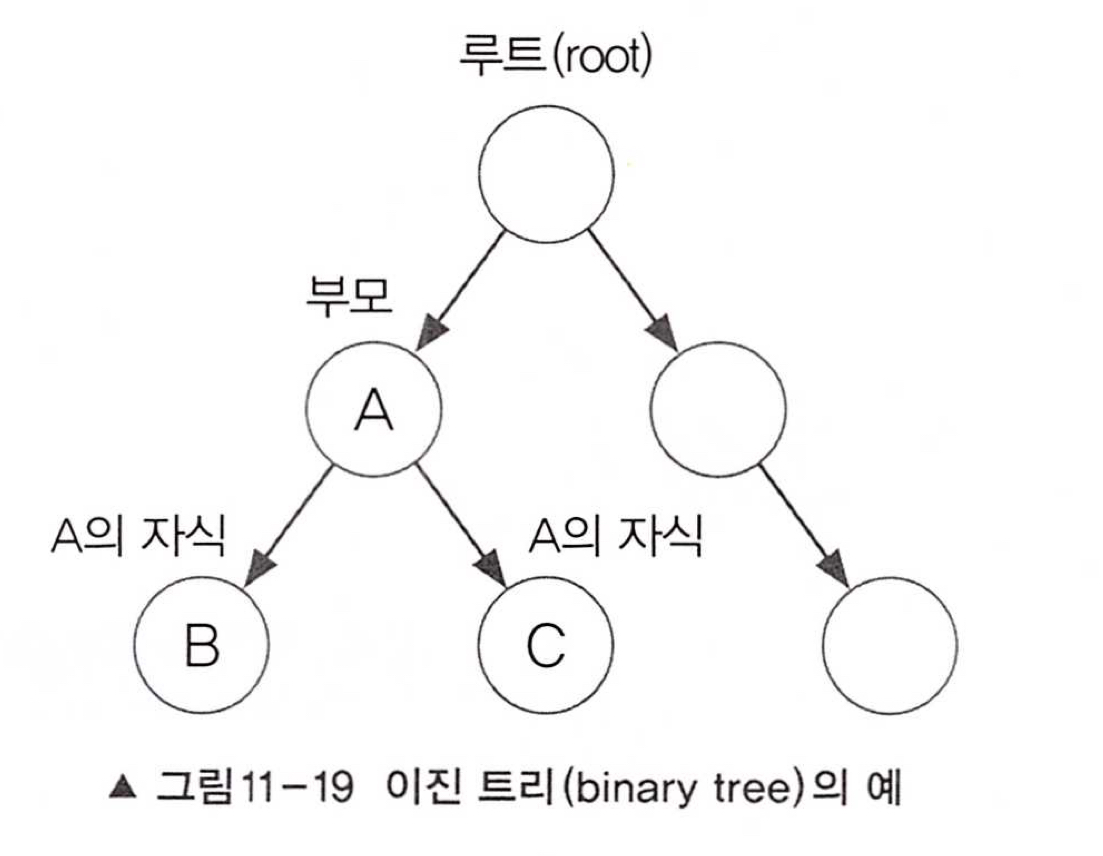 루트(root)
부모
A
A의 자식
A의 자식
B
C
▲ 그림11-19 이진 트리(binary tree)의 예